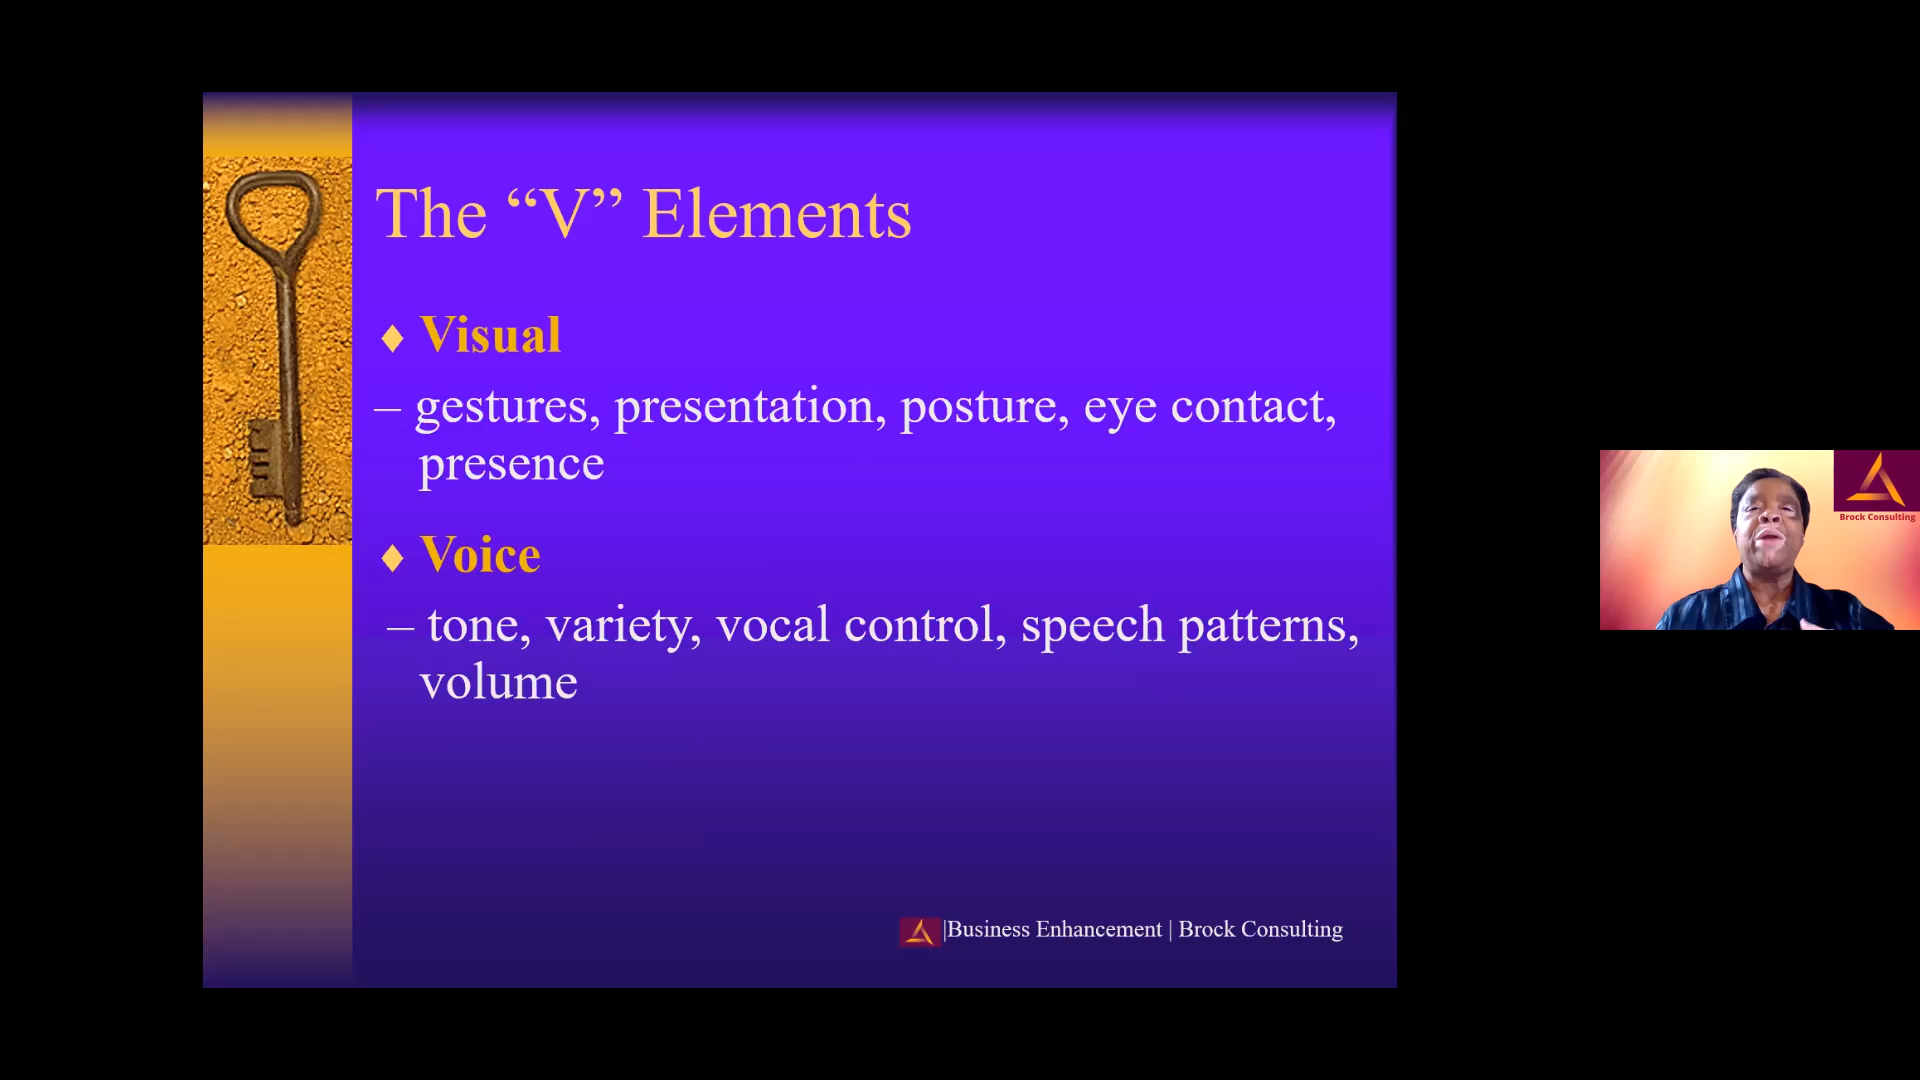 The “V” Elements
♦ Visual
– gestures, presentation, posture, eye contact,
presence
♦ Voice
– tone, variety, vocal control, speech patterns,
volume
|Business Enhancement | Brock Consulting
Brock Consulting